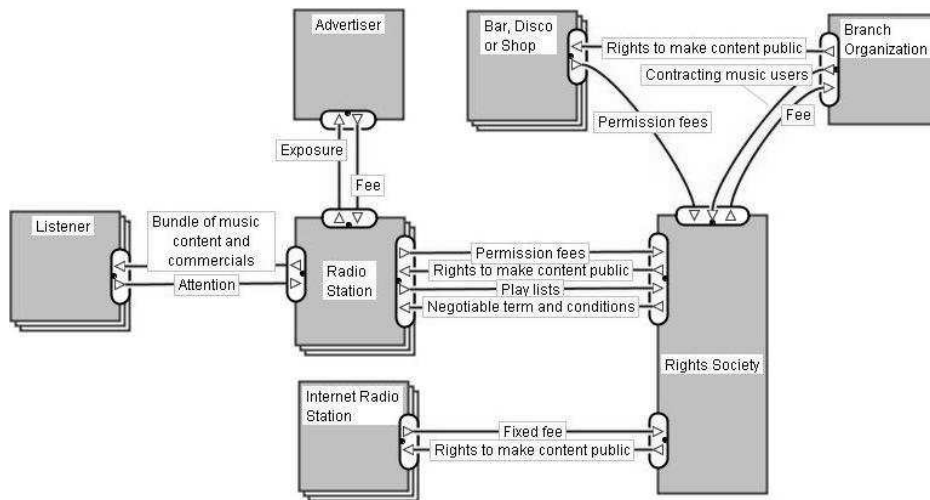 Advertiser
Bar, Disco
or Shop
Rights to make content public
Branch
Organization
Contracting music users
Permission fees
Fee
Exposure
Fee
Listener
Bundle of music
content and
commercials
Attention
Radio
Station
Permission fees
Rights to make content public
Play lists
Negotiable term and conditions
Rights Society
Internet Radio
Station
Fixed fee
Rights to make content public